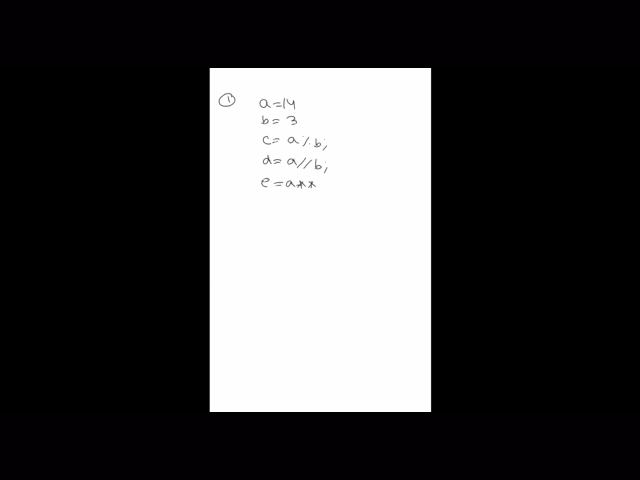 ① a=14
b= 3
c= a % b;
d= a // b;
e = a**